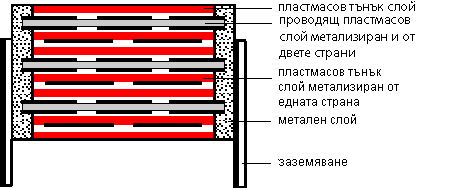 пластмасов тънък слой
проводящ пластмасов
слой метализиран и от
двете страни
пластмасов тънък
слой метализиран от
едната страна
метален слой
заземяване